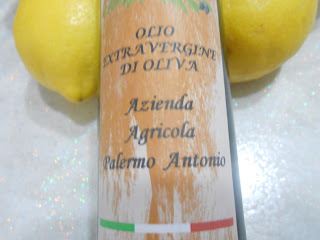 OLIO
EXTRAVERGINE
DI OLIVA
Azienda
Agricola
Palermo Antonio